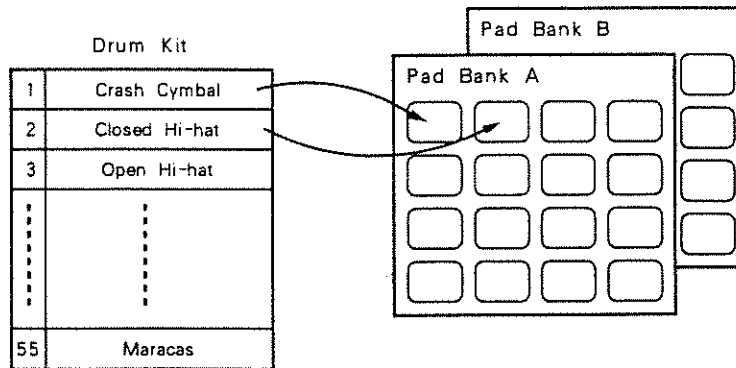 Drum Kit
1 Crash Cymbal
2 Closed Hi-hat
3 Open Hi-hat
55 Maracas
Pad Bank B
Pad Bank A